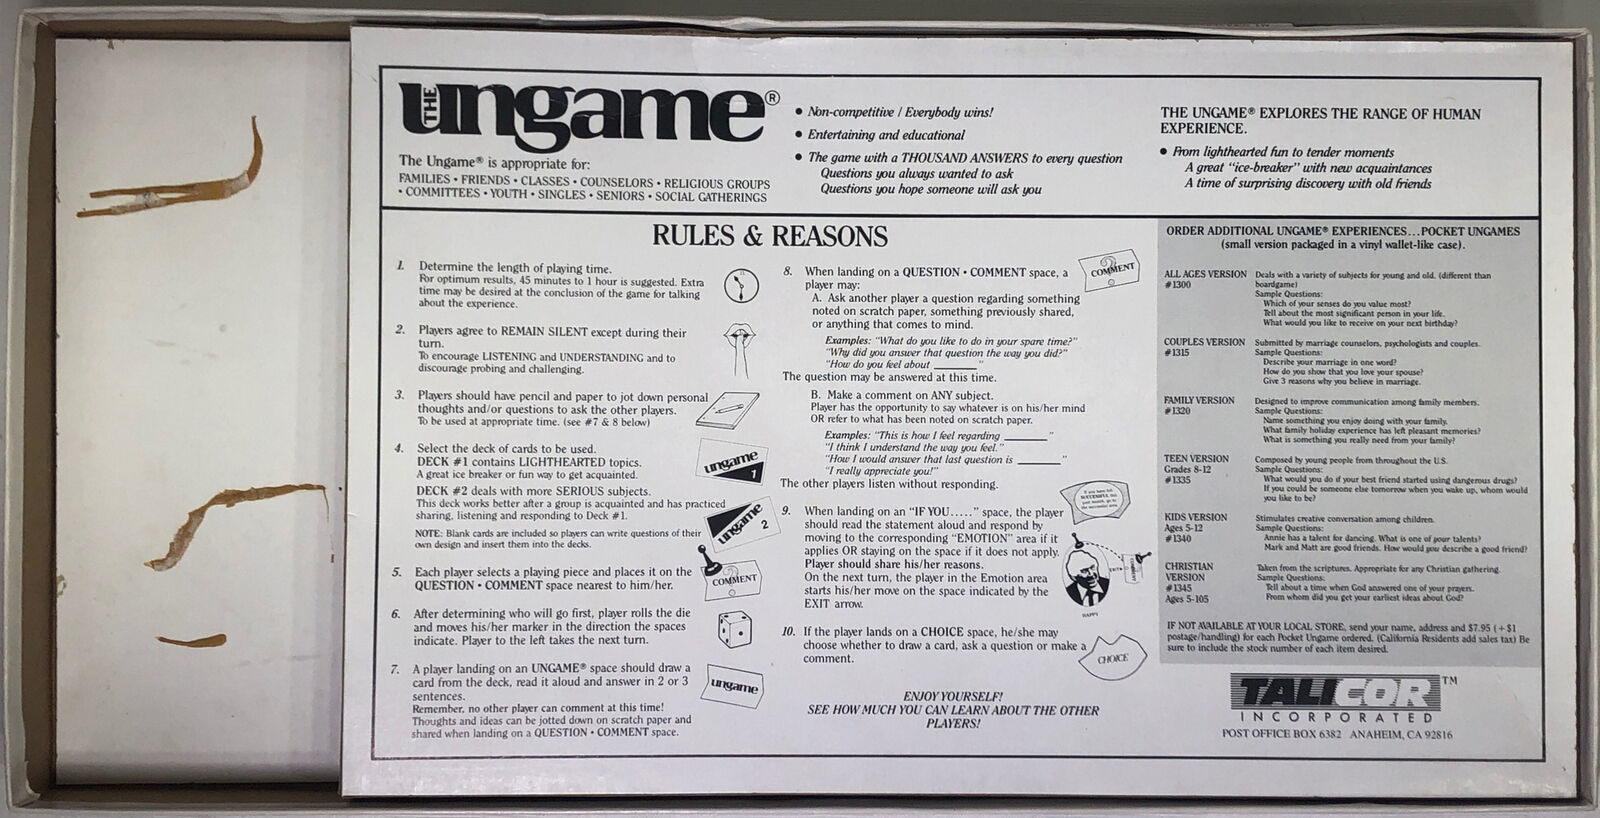 THE ungame®
The Ungame® is appropriate for:
FAMILIES • FRIENDS • CLASSES • COUNSELORS • RELIGIOUS GROUPS
• COMMITTEES • YOUTH • SINGLES • SENIORS • SOCIAL GATHERINGS
• Non-competitive / Everybody wins!
• Entertaining and educational
• The game with a THOUSAND ANSWERS to every question
Questions you always wanted to ask
Questions you hope someone will ask you
THE UNGAME® EXPLORES THE RANGE OF HUMAN
EXPERIENCE.
• From lighthearted fun to tender moments
A great "ice-breaker" with new acquaintances
A time of surprising discovery with old friends
RULES & REASONS
1. Determine the length of playing time.
For optimum results, 45 minutes to 1 hour is suggested. Extra
time may be desired at the conclusion of the game for talking
about the experience.
2. Players agree to REMAIN SILENT except during their
turn.
To encourage LISTENING and UNDERSTANDING and to
discourage probing and challenging.
3. Players should have pencil and paper to jot down personal
thoughts and/or questions to ask the other players.
To be used at appropriate time. (see #7 & 8 below)
4. Select the deck of cards to be used.
DECK #1 contains LIGHTHEARTED topics.
A great ice breaker or fun way to get acquainted.
ungame
1
DECK #2 deals with more SERIOUS subjects.
This deck works better after a group is acquainted and has practiced
sharing, listening and responding to Deck #1.
ungame
2
NOTE: Blank cards are included so players can write questions of their
own design and insert them into the decks.
5. Each player selects a playing piece and places it on the
QUESTION • COMMENT space nearest to him/her.
?
COMMENT
6. After determining who will go first, player rolls the die
and moves his/her marker in the direction the spaces
indicate. Player to the left takes the next turn.
7. A player landing on an UNGAME® space should draw a
card from the deck, read it aloud and answer in 2 or 3
sentences.
Remember, no other player can comment at this time!
Thoughts and ideas can be jotted down on scratch paper and
shared when landing on a QUESTION • COMMENT space.
ungame
8. When landing on a QUESTION • COMMENT space, a
player may:
A. Ask another player a question regarding something
noted on scratch paper, something previously shared,
or anything that comes to mind.
?
COMMENT
Examples: "What do you like to do in your spare time?"
"Why did you answer that question the way you did?"
"How do you feel about ________ "
The question may be answered at this time.
B. Make a comment on ANY subject.
Player has the opportunity to say whatever is on his/her mind
OR refer to what has been noted on scratch paper.
Examples: "This is how I feel regarding ________ "
"I think I understand the way you feel."
"How I would answer that last question is ________ "
"I really appreciate you!"
The other players listen without responding.
9. When landing on an "IF YOU....." space, the player
should read the statement aloud and respond by
moving to the corresponding "EMOTION" area if it
applies OR staying on the space if it does not apply.
Player should share his/her reasons.
On the next turn, the player in the Emotion area
starts his/her move on the space indicated by the
EXIT arrow.
HAPPY
10. If the player lands on a CHOICE space, he/she may
choose whether to draw a card, ask a question or make a
comment.
CHOICE
ENJOY YOURSELF!
SEE HOW MUCH YOU CAN LEARN ABOUT THE OTHER
PLAYERS!
ORDER ADDITIONAL UNGAME® EXPERIENCES...POCKET UNGAMES
(small version packaged in a vinyl wallet-like case).
ALL AGES VERSION
#1300
Deals with a variety of subjects for young and old. (different than
boardgame)
Sample Questions:
Which of your senses do you value most?
Tell about the most significant person in your life.
What would you like to receive on your next birthday?
COUPLES VERSION
#1315
Submitted by marriage counselors, psychologists and couples.
Sample Questions:
Describe your marriage in one word?
How do you show that you love your spouse?
Give 3 reasons why you believe in marriage.
FAMILY VERSION
#1320
Designed to improve communication among family members.
Sample Questions:
Name something you enjoy doing with your family.
What family holiday experience has left pleasant memories?
What is something you really need from your family?
TEEN VERSION
Grades 8-12
#1335
Composed by young people from throughout the U.S.
Sample Questions:
What would you do if your best friend started using dangerous drugs?
If you could be someone else tomorrow when you wake up, whom would
you like to be?
KIDS VERSION
Ages 5-12
#1340
Stimulates creative conversation among children.
Sample Questions:
Annie has a talent for dancing. What is one of your talents?
Mark and Matt are good friends. How would you describe a good friend?
CHRISTIAN
VERSION
#1345
Ages 5-105
Taken from the scriptures. Appropriate for any Christian gathering.
Sample Questions:
Tell about a time when God answered one of your prayers.
From whom did you get your earliest ideas about God?
IF NOT AVAILABLE AT YOUR LOCAL STORE, send your name, address and $7.95 (+$1
postage/handling) for each Pocket Ungame ordered. (California Residents add sales tax) Be
sure to include the stock number of each item desired.
TALICOR™
INCORPORATED
POST OFFICE BOX 6382 ANAHEIM, CA 92816